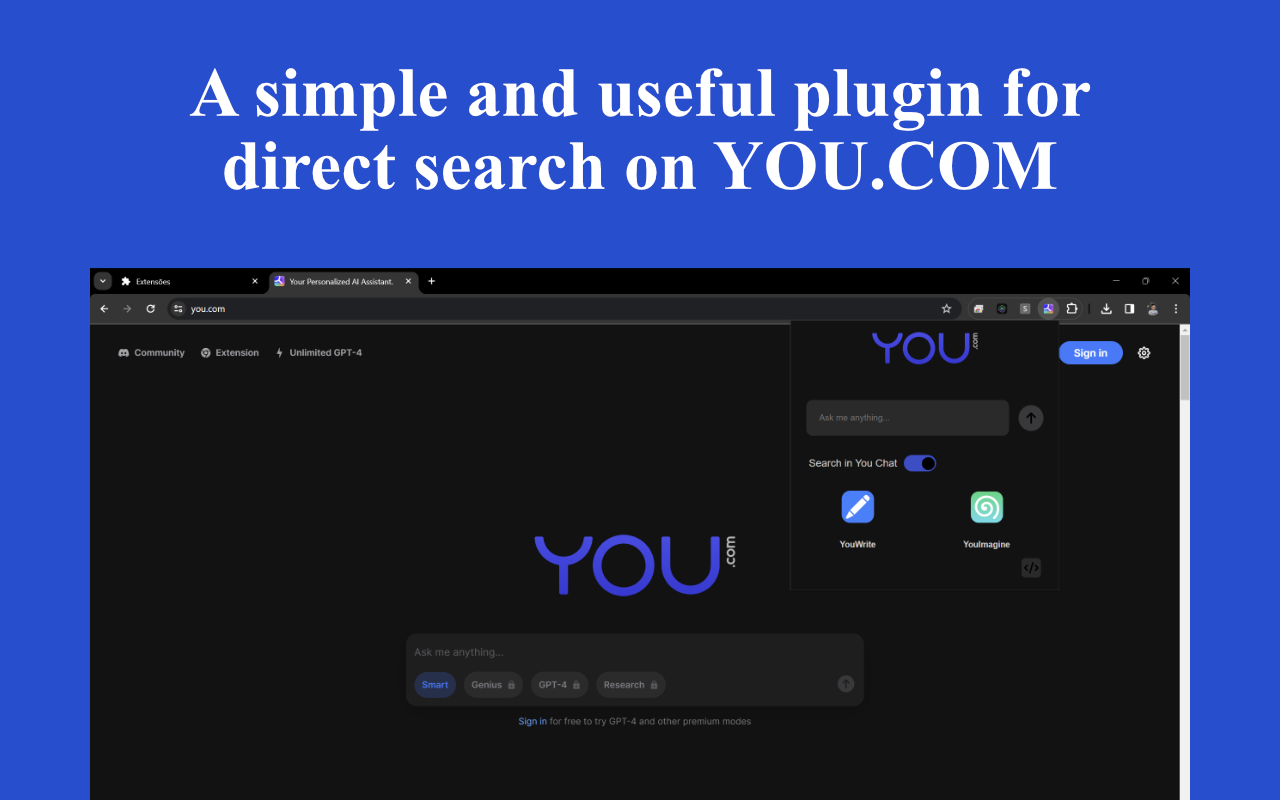 A simple and useful plugin for
direct search on YOU.COM
Extensões
Your Personalized AI Assistant.
you.com
S
Community
Extension
Unlimited GPT-4
YOU.com
Sign in
Ask me anything...
Search in You Chat
YouWrite
YouImagine
</>
YOU.com
Ask me anything...
Smart
Genius
GPT-4
Research
Sign in for free to try GPT-4 and other premium modes